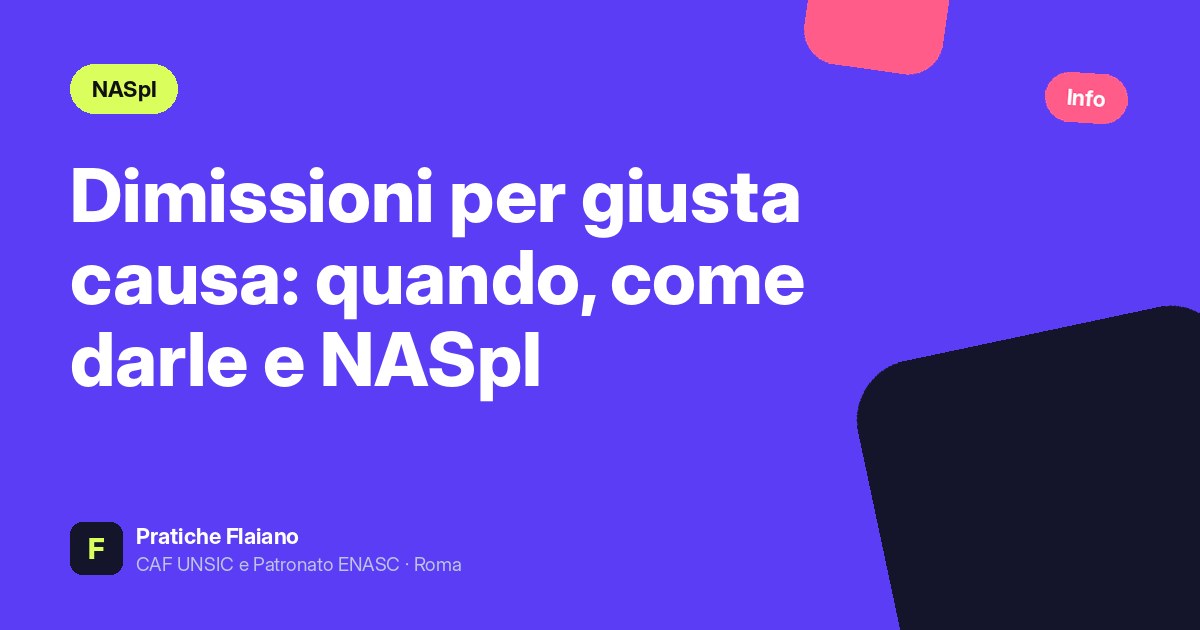 NASpI
Info
Dimissioni per giusta
causa: quando, come
darle e NASpI
F
Pratiche Flaiano
CAF UNSIC e Patronato ENASC · Roma